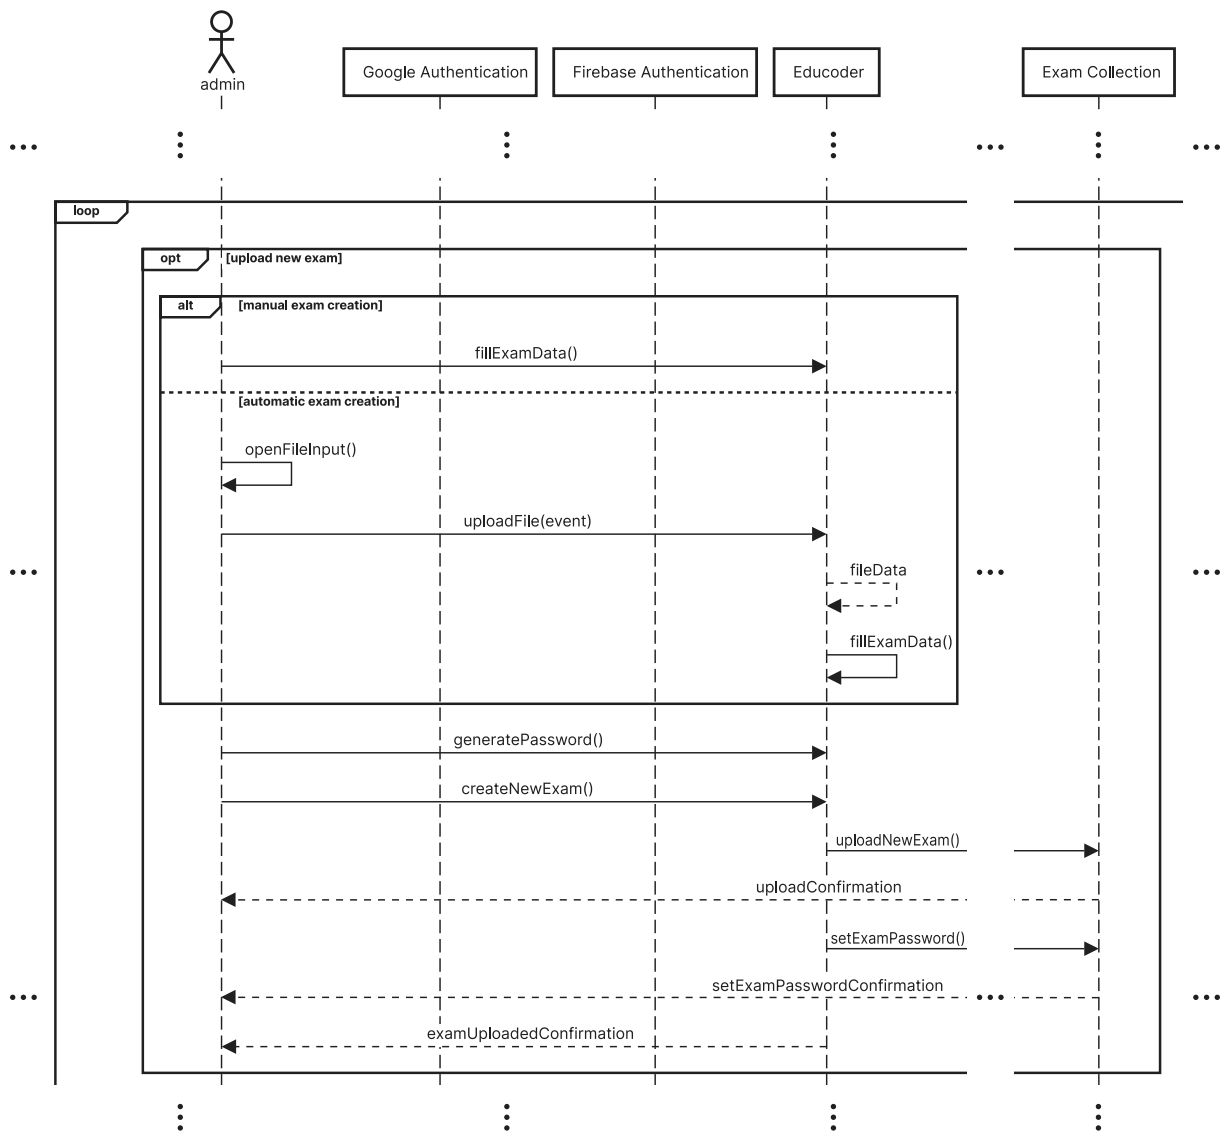 admin
Google Authentication
Firebase Authentication
Educoder
Exam Collection
loop
opt
[upload new exam]
alt
[manual exam creation]
fillExamData()
[automatic exam creation]
openFileInput()
uploadFile(event)
fileData
fillExamData()
generatePassword()
createNewExam()
uploadNewExam()
uploadConfirmation
setExamPassword()
setExamPasswordConfirmation
examUploadedConfirmation